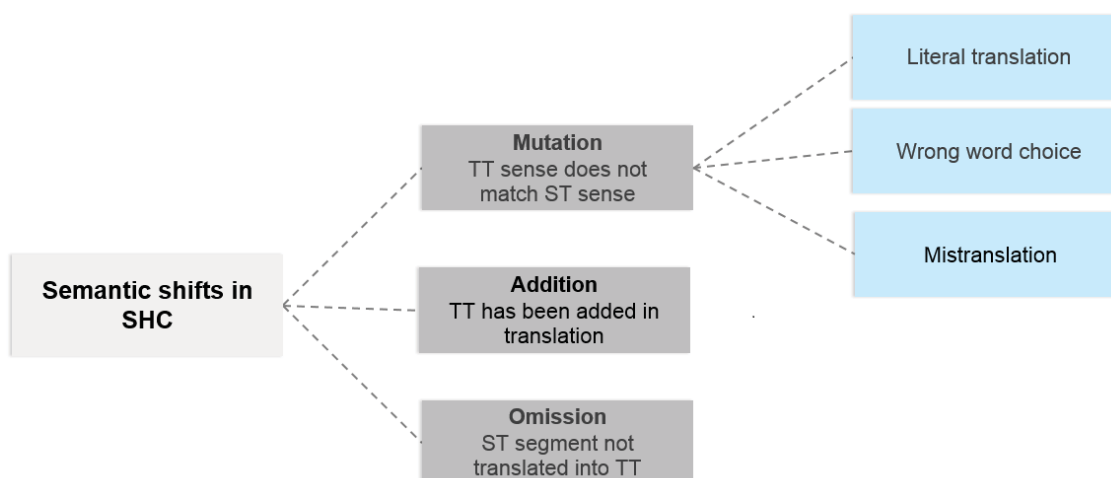 Literal translation
Mutation
TT sense does not
match ST sense
Wrong word choice
Mistranslation
Semantic shifts in
SHC
Addition
TT has been added in
translation
Omission
ST segment not
translated into TT